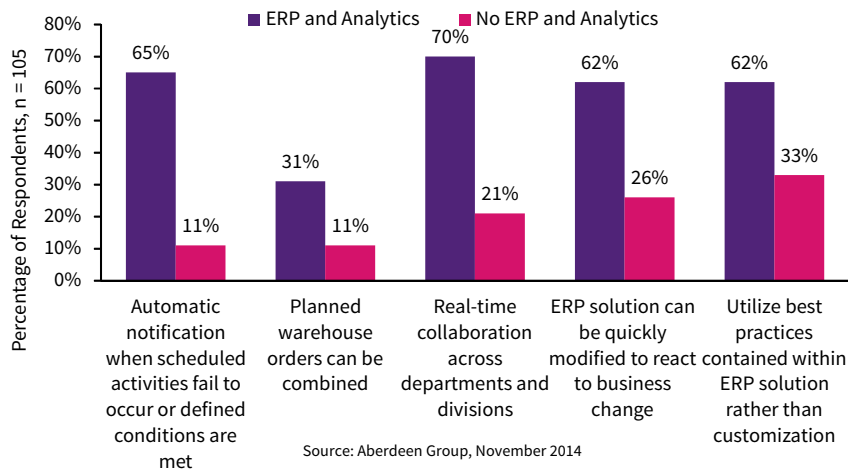 ERP and Analytics No ERP and Analytics
Percentage of Respondents, n = 105
80%
70%
60%
50%
40%
30%
20%
10%
0%
65%
11%
31%
11%
70%
21%
62%
26%
62%
33%
Automatic
notification
when scheduled
activities fail to
occur or defined
conditions are
met
Planned
warehouse
orders can be
combined
Real-time
collaboration
across
departments and
divisions
ERP solution can
be quickly
modified to react
to business
change
Utilize best
practices
contained within
ERP solution
rather than
customization
Source: Aberdeen Group, November 2014